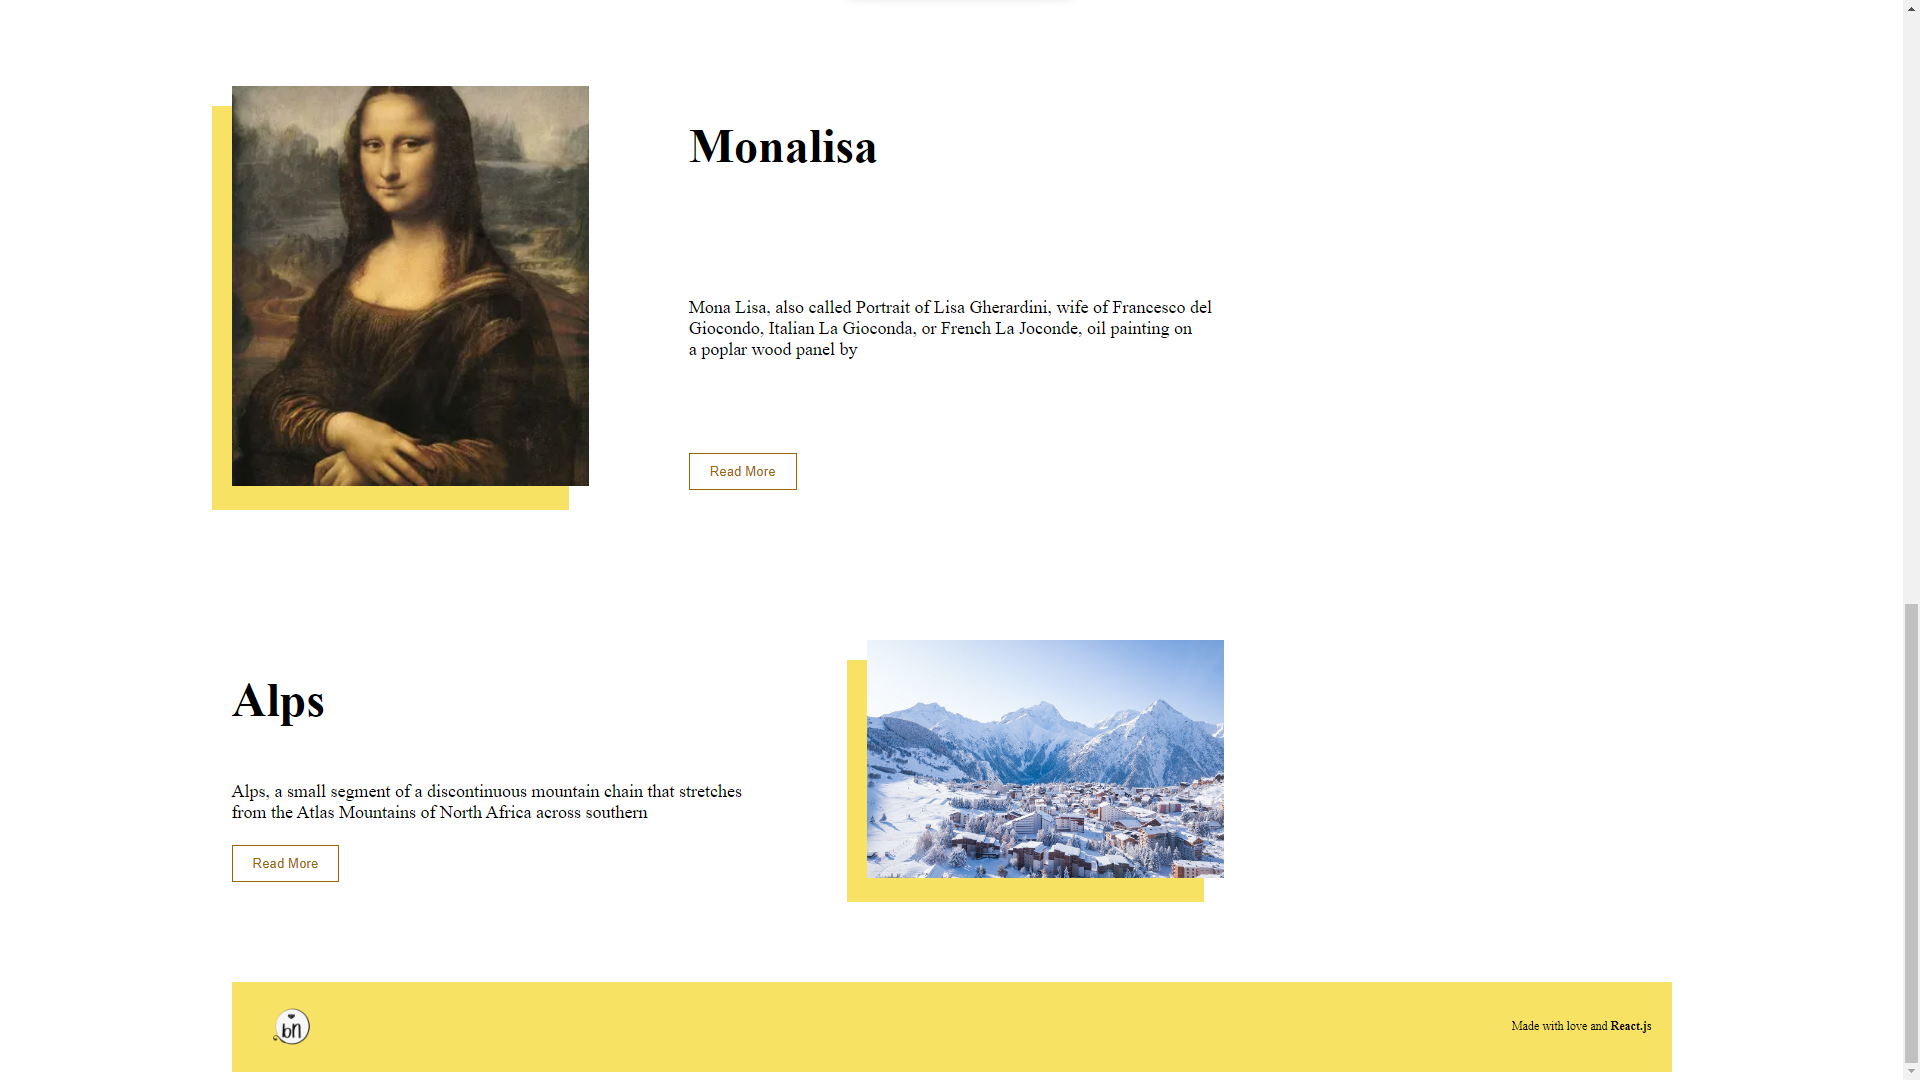 Monalisa
Mona Lisa, also called Portrait of Lisa Gherardini, wife of Francesco del
Giocondo, Italian La Gioconda, or French La Joconde, oil painting on
a poplar wood panel by
Read More
Alps
Alps, a small segment of a discontinuous mountain chain that stretches
from the Atlas Mountains of North Africa across southern
Read More
bn
Made with love and React.js